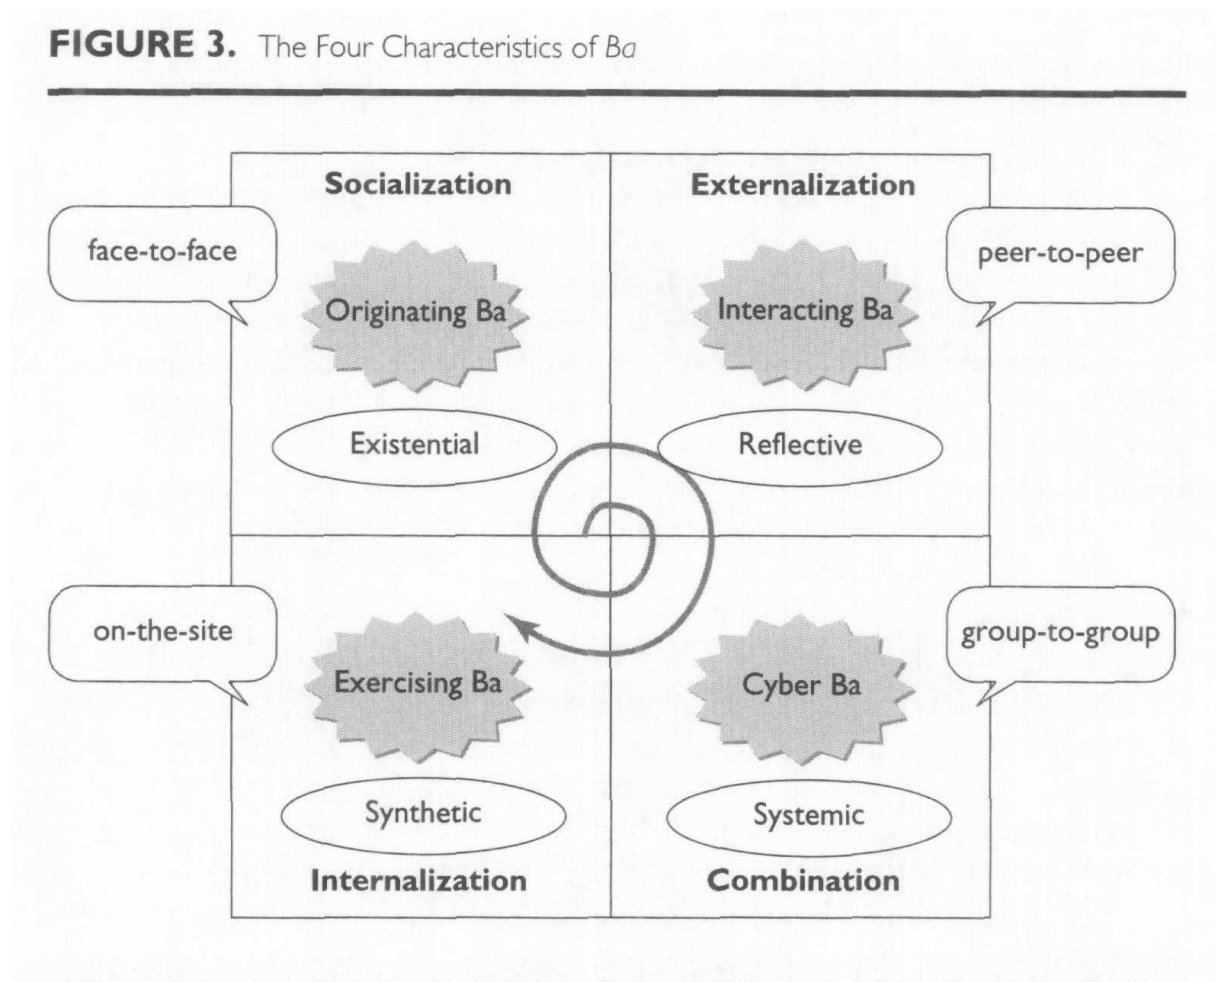 FIGURE 3. The Four Characteristics of Ba
Socialization
Externalization
face-to-face
peer-to-peer
Originating Ba
Interacting Ba
Existential
Reflective
on-the-site
group-to-group
Exercising Ba
Cyber Ba
Synthetic
Systemic
Internalization
Combination